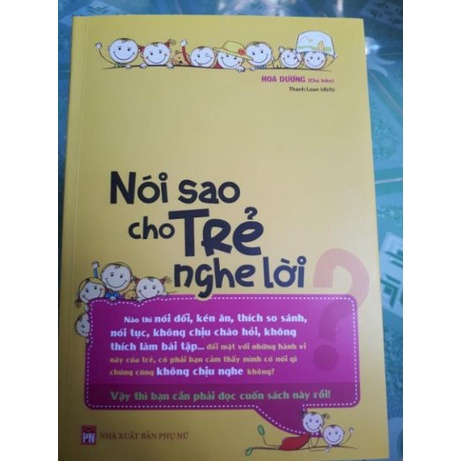 HOA DƯƠNG (Chủ biên)
Thanh Loan (dịch)
Nói sao
cho TRẺ
nghe lời
?
Nào thì nói dối, kén ăn, thích so sánh,
nói tục, không chịu chào hỏi, không
thích làm bài tập... đối mặt với những hành vi
này của trẻ, có phải bạn cảm thấy mình có nói gì
chúng cũng không chịu nghe không?
Vậy thì bạn cần phải đọc cuốn sách này rồi!
PN NHÀ XUẤT BẢN PHỤ NỮ